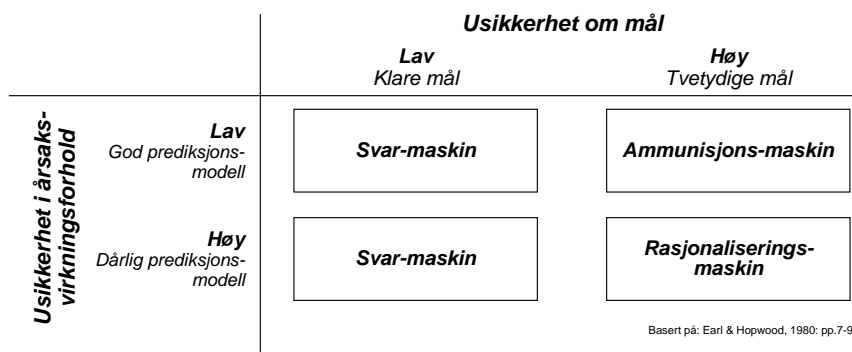 Usikkerhet om mål
Lav
Klare mål
Høy
Tvetydige mål
Usikkerhet i årsaks-
virkningsforhold
Lav
God prediksjons-
modell
Svar-maskin
Ammunisjons-maskin
Høy
Dårlig prediksjons-
modell
Svar-maskin
Rasjonaliserings-
maskin
Basert på: Earl & Hopwood, 1980: pp.7-9